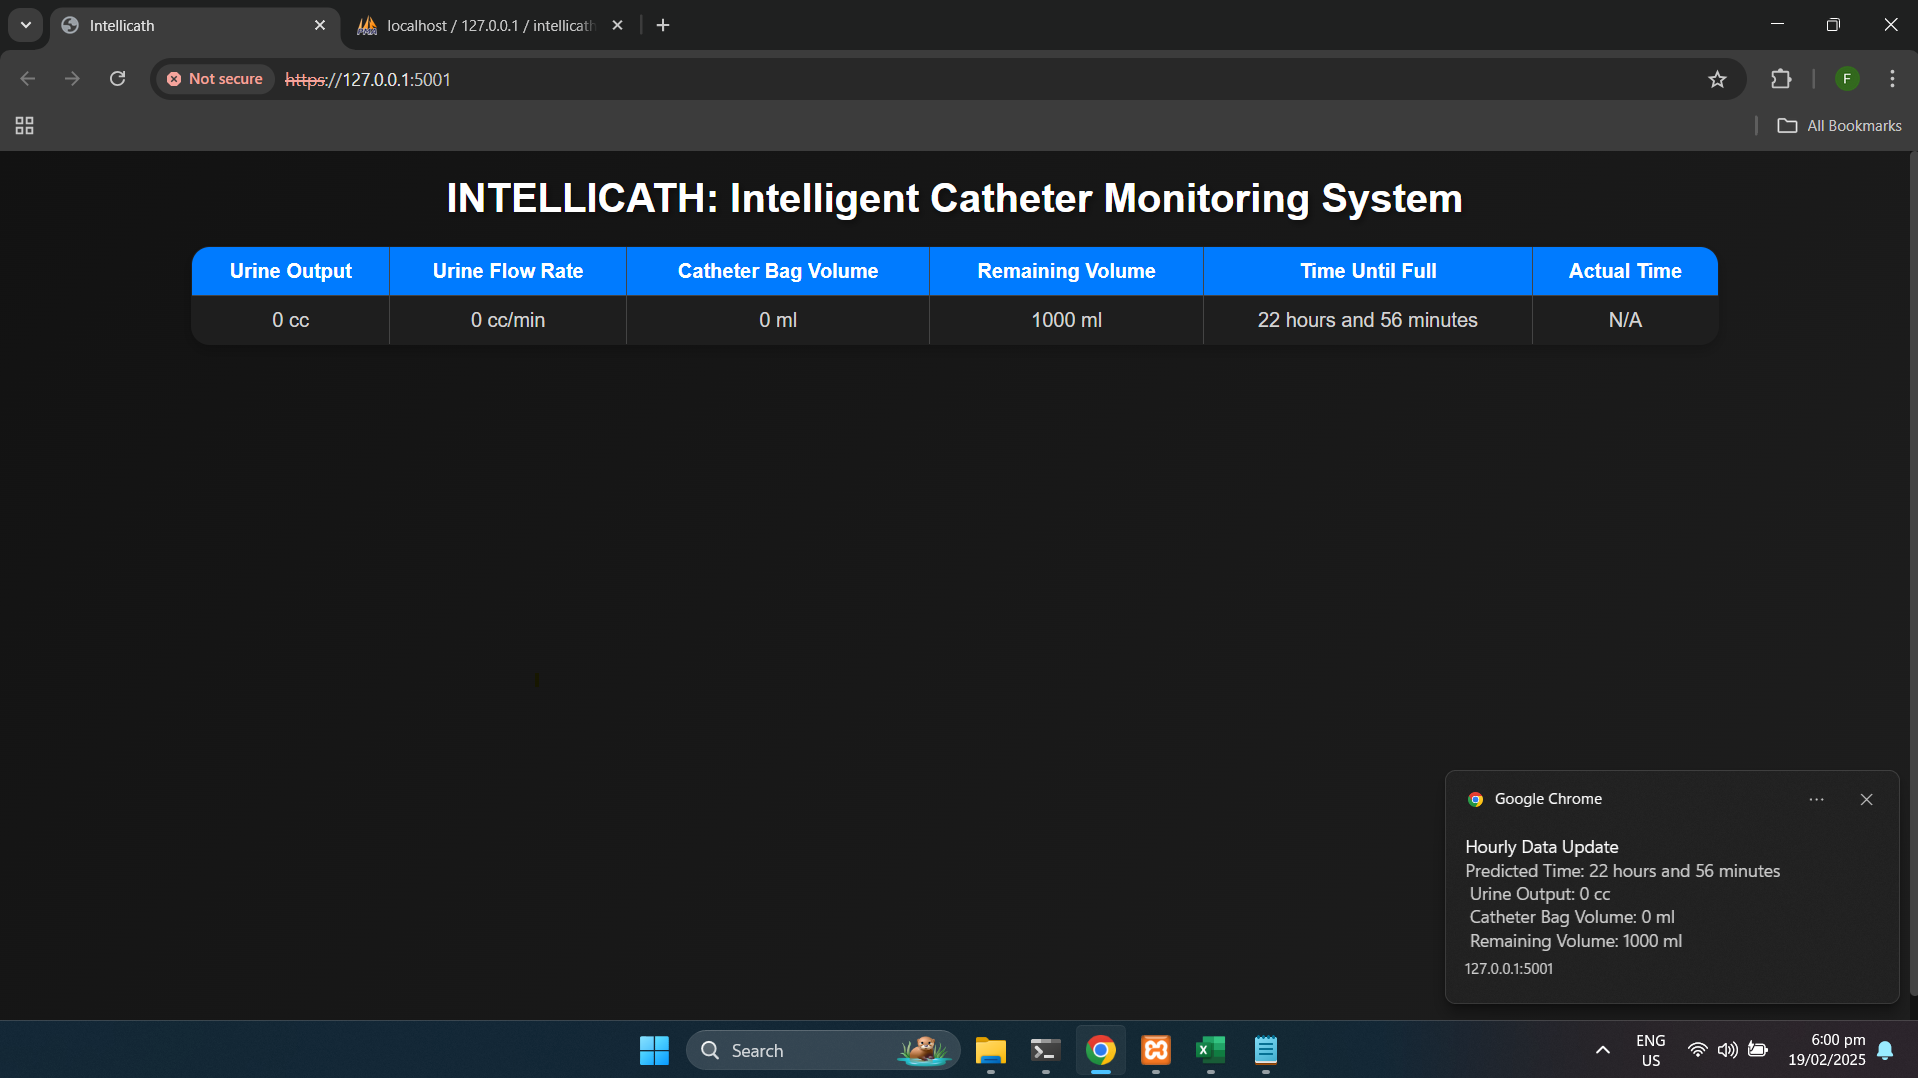 Intellicath
localhost / 127.0.0.1 / intellicath
Not secure https://127.0.0.1:5001
F
All Bookmarks
INTELLICATH: Intelligent Catheter Monitoring System
Urine Output Urine Flow Rate Catheter Bag Volume Remaining Volume Time Until Full Actual Time
0 cc 0 cc/min 0 ml 1000 ml 22 hours and 56 minutes N/A
Google Chrome
Hourly Data Update
Predicted Time: 22 hours and 56 minutes
Urine Output: 0 cc
Catheter Bag Volume: 0 ml
Remaining Volume: 1000 ml
127.0.0.1:5001
Search
ENG
US
6:00 pm
19/02/2025